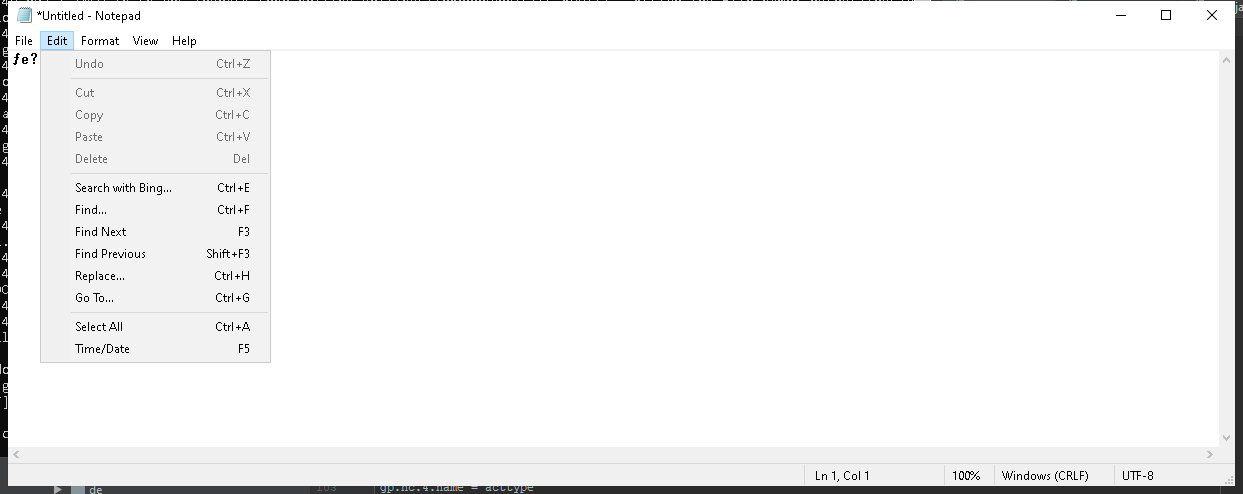 *Untitled - Notepad
File Edit Format View Help
ƒe?
Undo Ctrl+Z
Cut Ctrl+X
Copy Ctrl+C
Paste Ctrl+V
Delete Del
Search with Bing... Ctrl+E
Find... Ctrl+F
Find Next F3
Find Previous Shift+F3
Replace... Ctrl+H
Go To... Ctrl+G
Select All Ctrl+A
Time/Date F5
Ln 1, Col 1 100% Windows (CRLF) UTF-8
de gp.nc.4.name = acctype